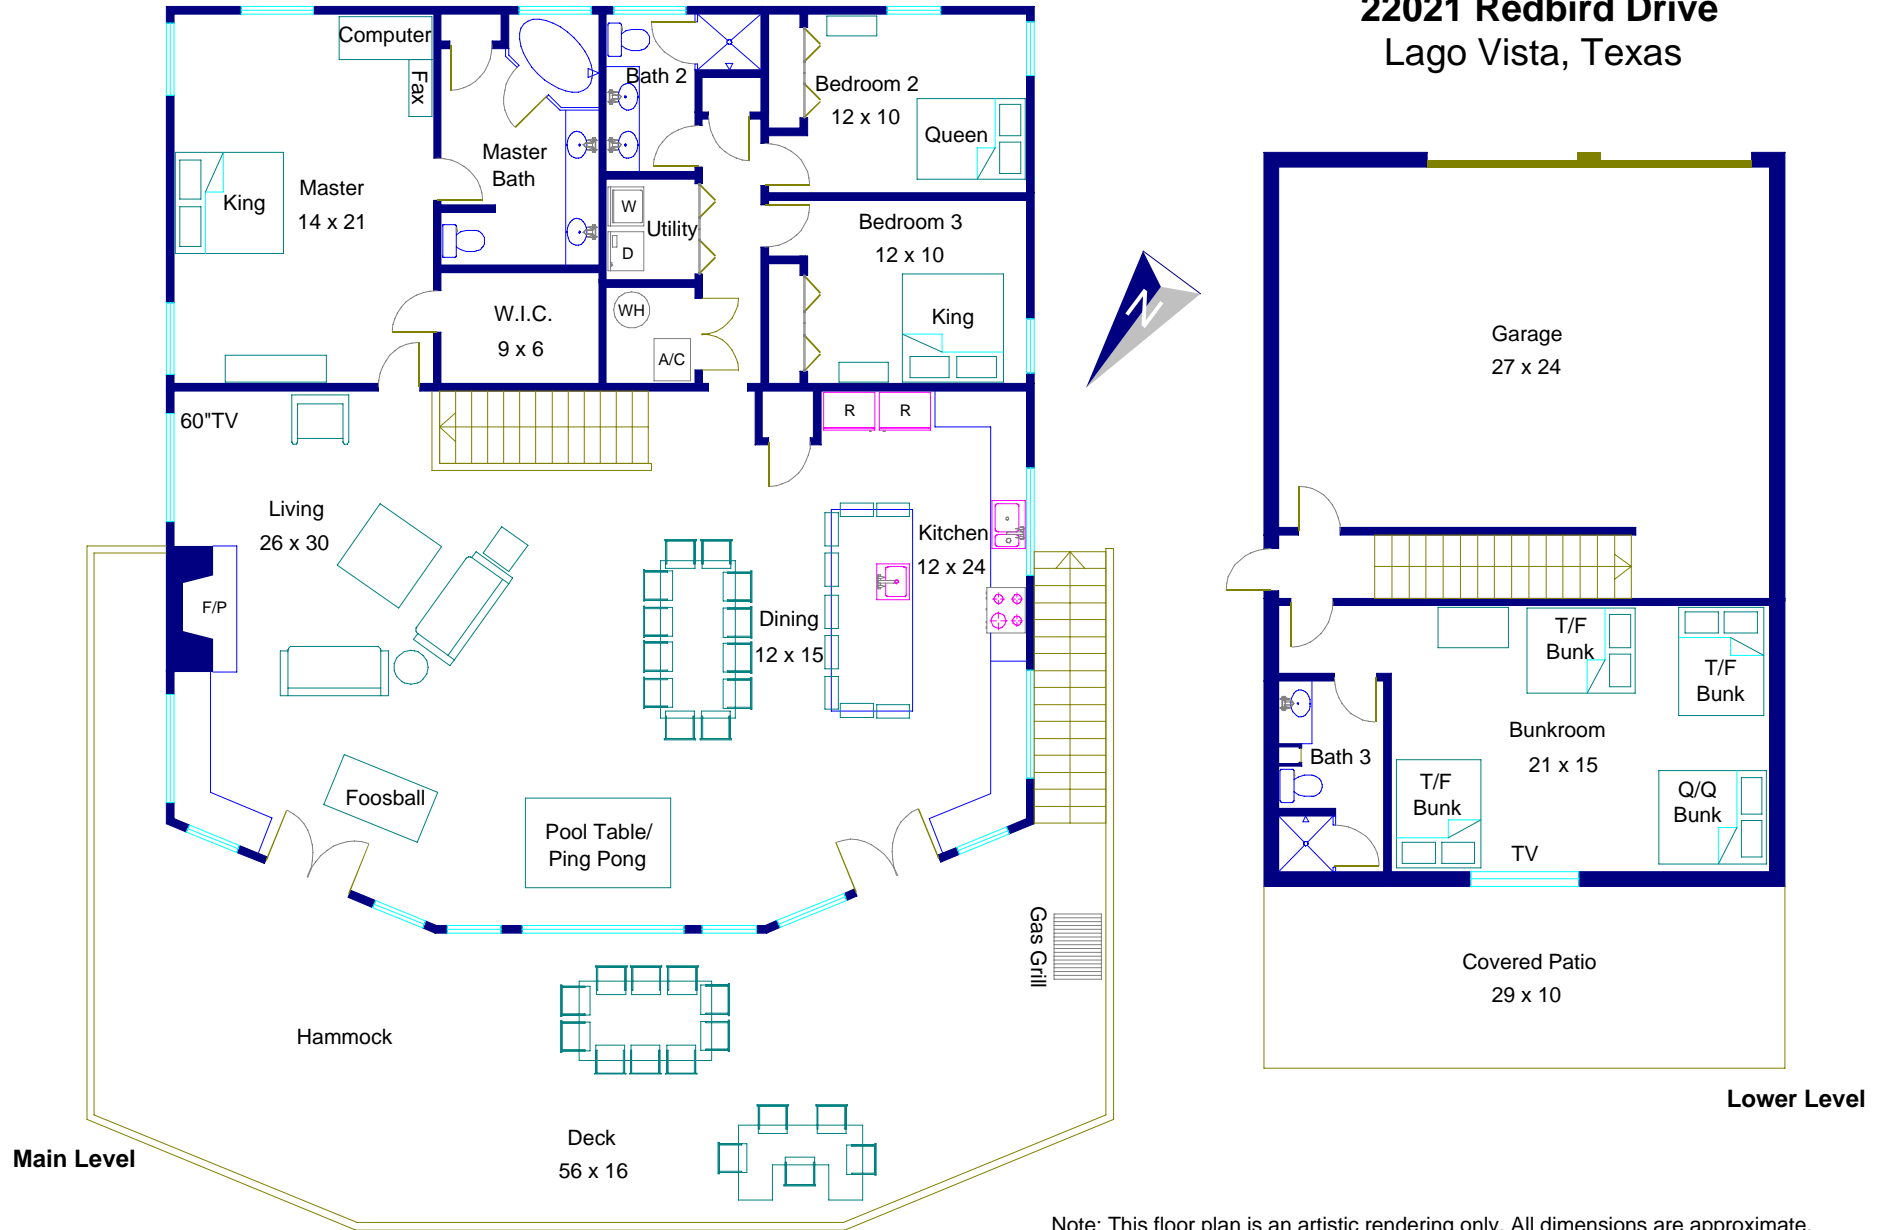 22021 Redbird Drive
Lago Vista, Texas
Computer
Fax
King
Master
14 x 21
Master
Bath
Bath 2
W
D
Utility
Bedroom 2
12 x 10
Queen
Bedroom 3
12 x 10
King
W.I.C.
9 x 6
WH
A/C
N
60"TV
R
R
Living
26 x 30
F/P
Kitchen
12 x 24
Dining
12 x 15
Foosball
Pool Table/
Ping Pong
Gas Grill
Hammock
Deck
56 x 16
Main Level
Garage
27 x 24
T/F
Bunk
T/F
Bunk
Bunkroom
21 x 15
Bath 3
T/F
Bunk
Q/Q
Bunk
TV
Covered Patio
29 x 10
Lower Level
Note: This floor plan is an artistic rendering only. All dimensions are approximate.